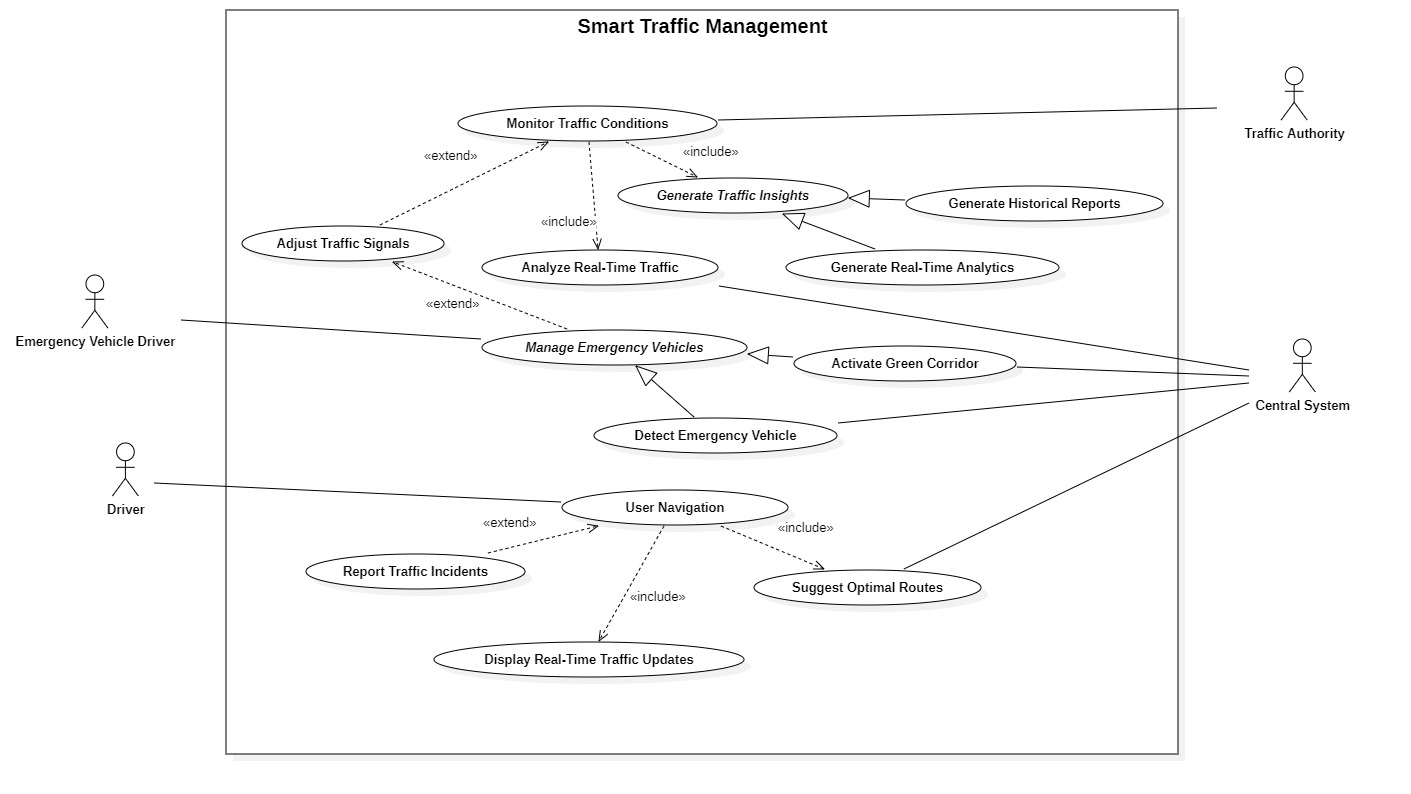 Smart Traffic Management
Monitor Traffic Conditions
Traffic Authority
«extend»
«include»
Generate Traffic Insights
Generate Historical Reports
«include»
Adjust Traffic Signals
Analyze Real-Time Traffic
Generate Real-Time Analytics
«extend»
Emergency Vehicle Driver
Manage Emergency Vehicles
Activate Green Corridor
Central System
Detect Emergency Vehicle
Driver
User Navigation
«extend»
«include»
Report Traffic Incidents
Suggest Optimal Routes
«include»
Display Real-Time Traffic Updates